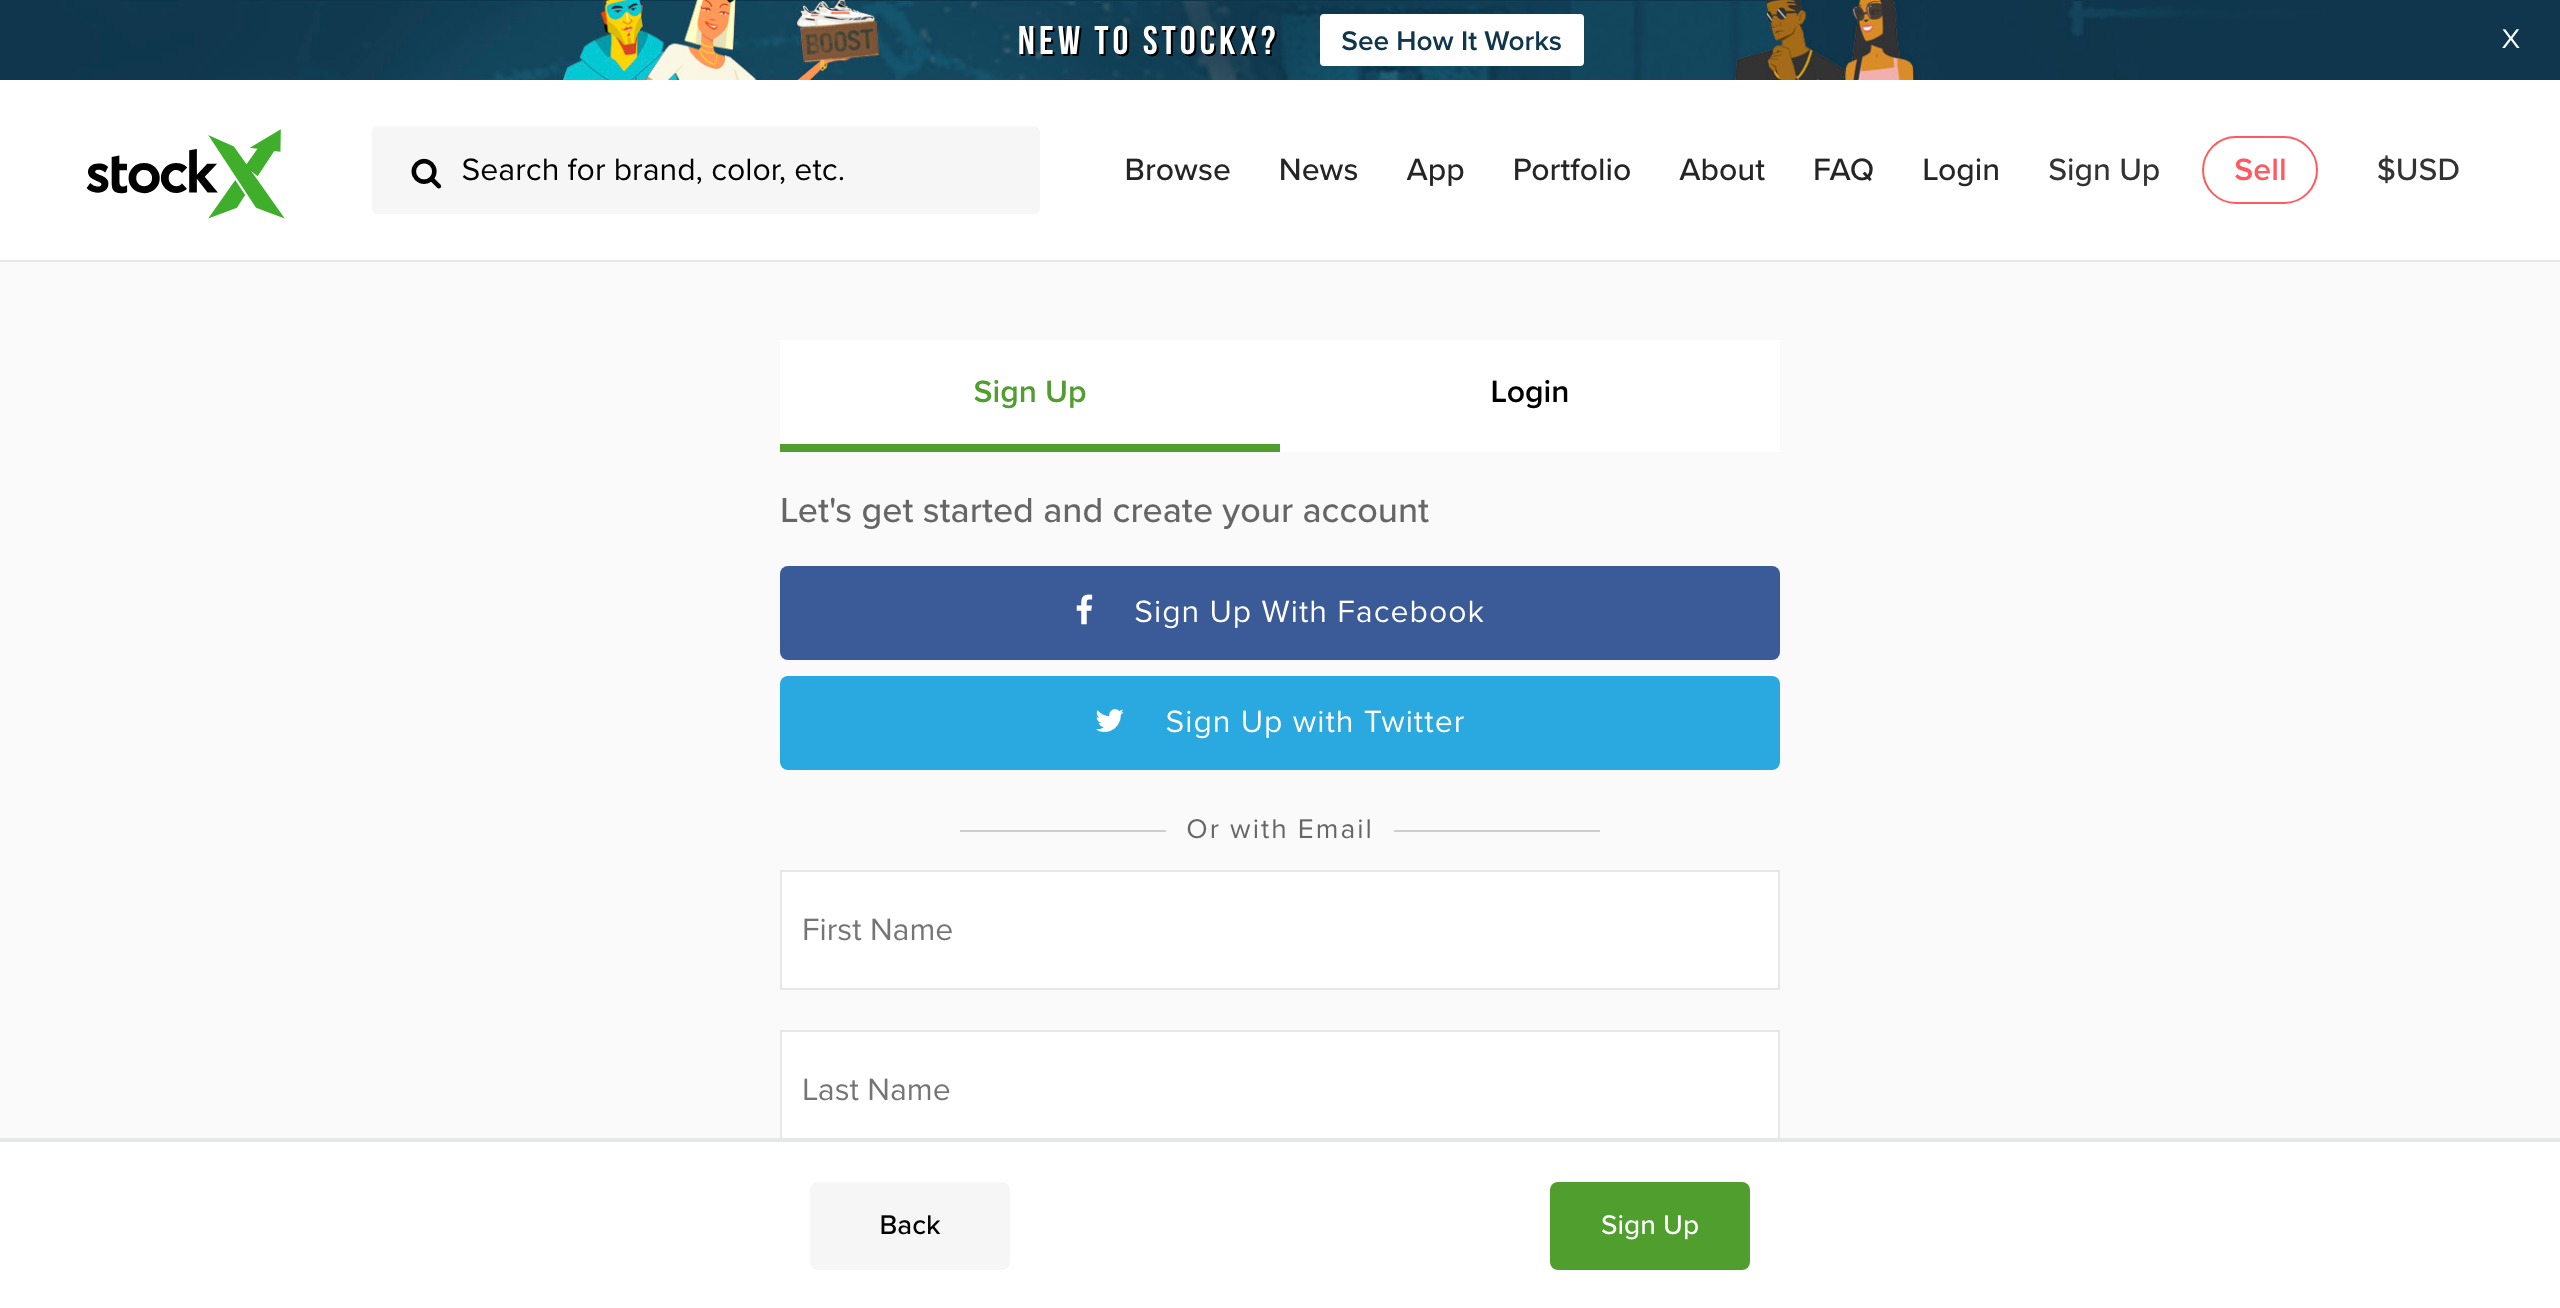 BOOST
NEW TO STOCKX?
See How It Works
X
stockX
Search for brand, color, etc.
Browse
News
App
Portfolio
About
FAQ
Login
Sign Up
Sell
$USD
Sign Up
Login
Let's get started and create your account
Sign Up With Facebook
Sign Up with Twitter
Or with Email
First Name
Last Name
Back
Sign Up